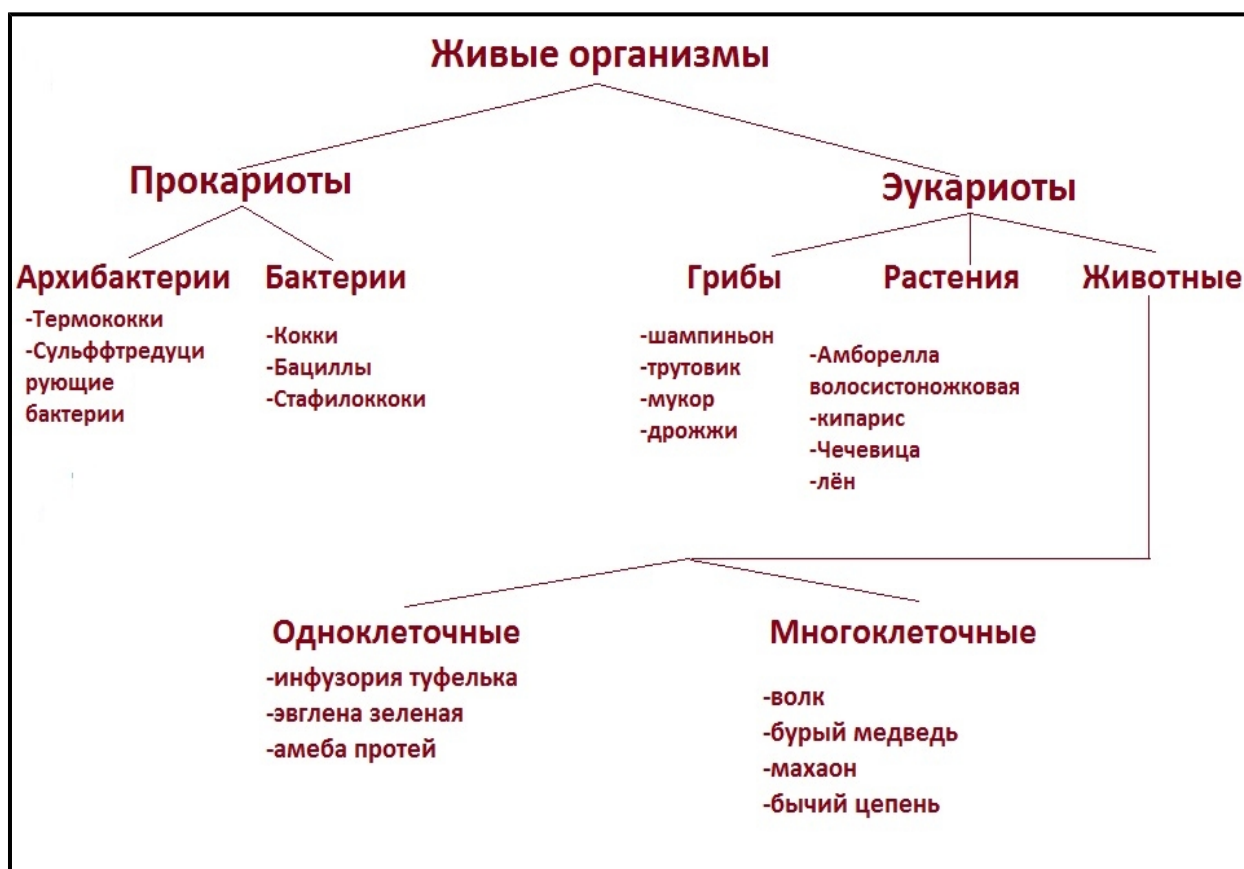 Живые организмы
Прокариоты
Эукариоты
Архибактерии
-Термококки
-Сульффтредуци
рующие
бактерии
Бактерии
-Кокки
-Бациллы
-Стафилоккоки
Грибы
-шампиньон
-трутовик
-мукор
-дрожжи
Растения
-Амборелла
волосистоножковая
-кипарис
-Чечевица
-лён
Животные
Одноклеточные
-инфузория туфелька
-эвглена зеленая
-амеба протей
Многоклеточные
-волк
-бурый медведь
-махаон
-бычий цепень